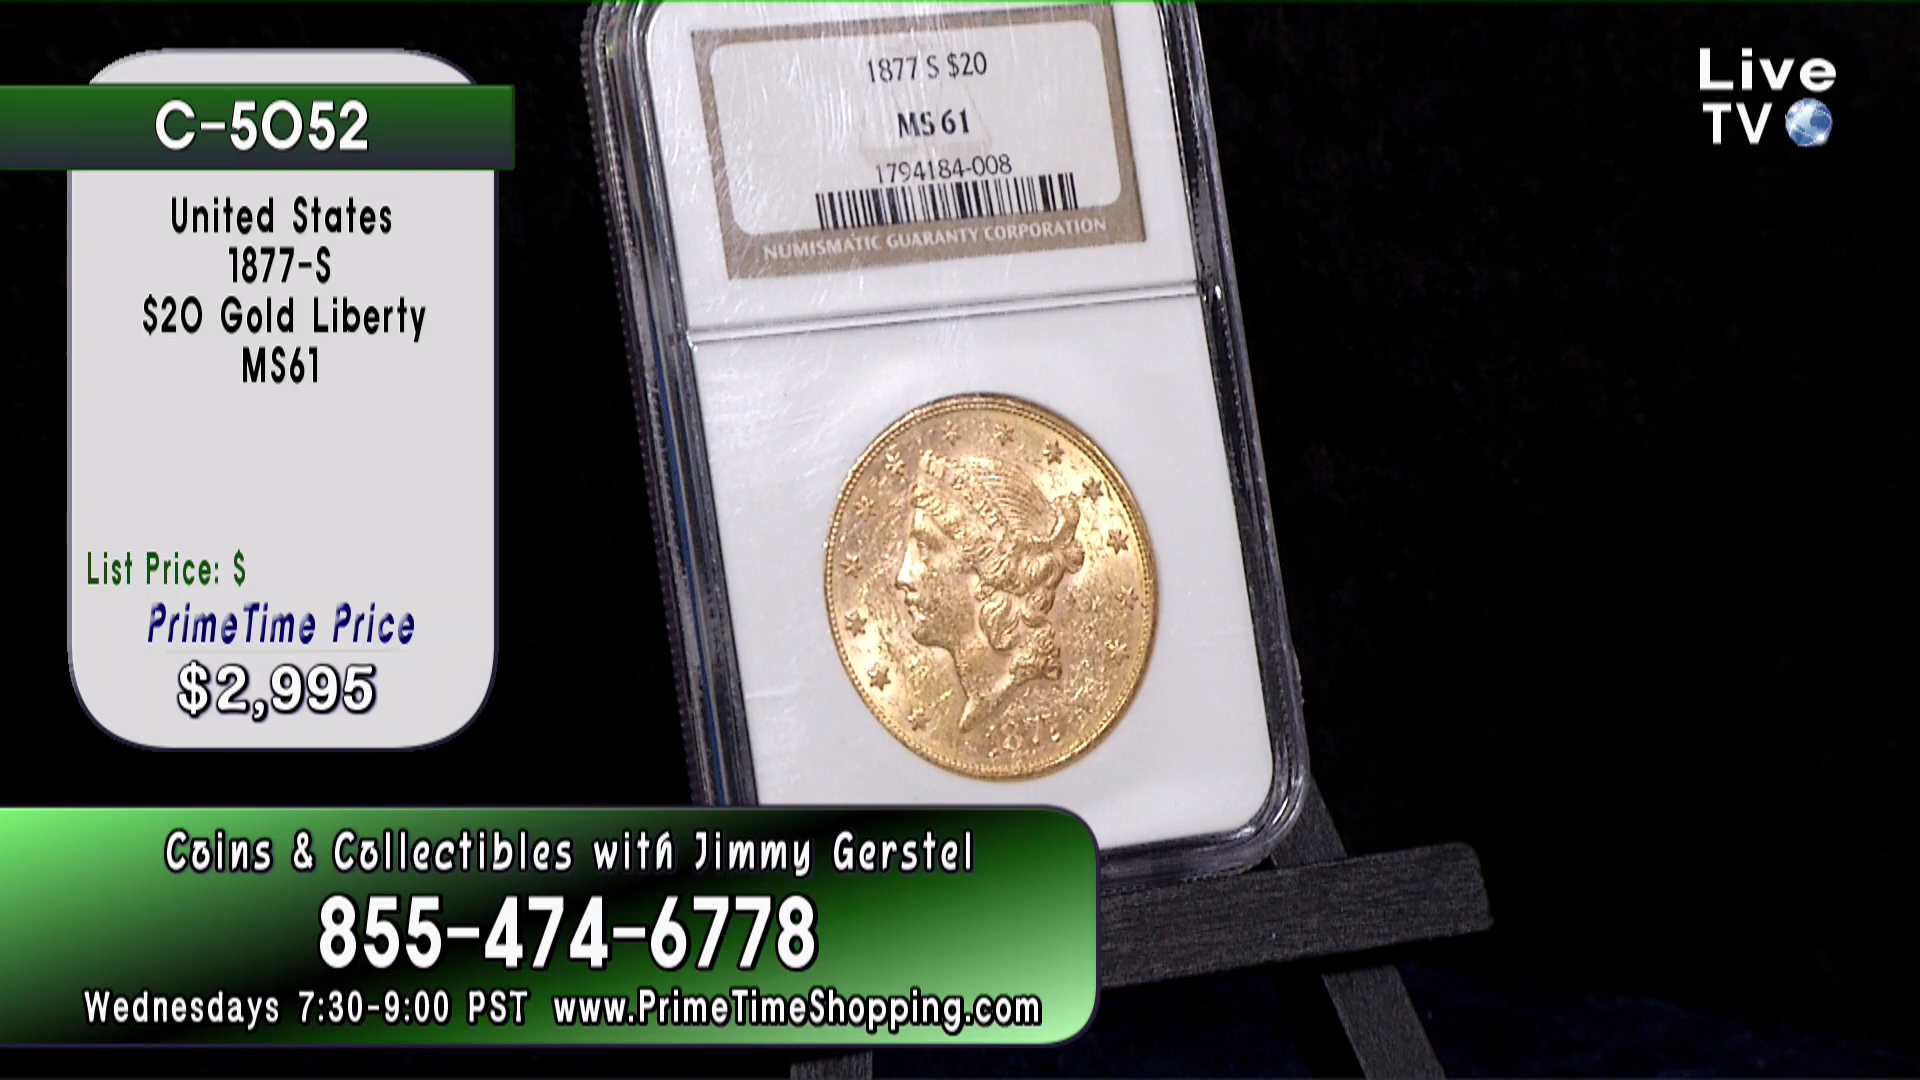 C-5052
United States
1877-S
$20 Gold Liberty
MS61
List Price: $
PrimeTime Price
$2,995
1877 S $20
MS 61
1794184-008
NUMISMATIC GUARANTY CORPORATION
LIBERTY
1877
Live
TV
Coins & Collectibles with Jimmy Gerstel
855-474-6778
Wednesdays 7:30-9:00 PST www.PrimeTimeShopping.com